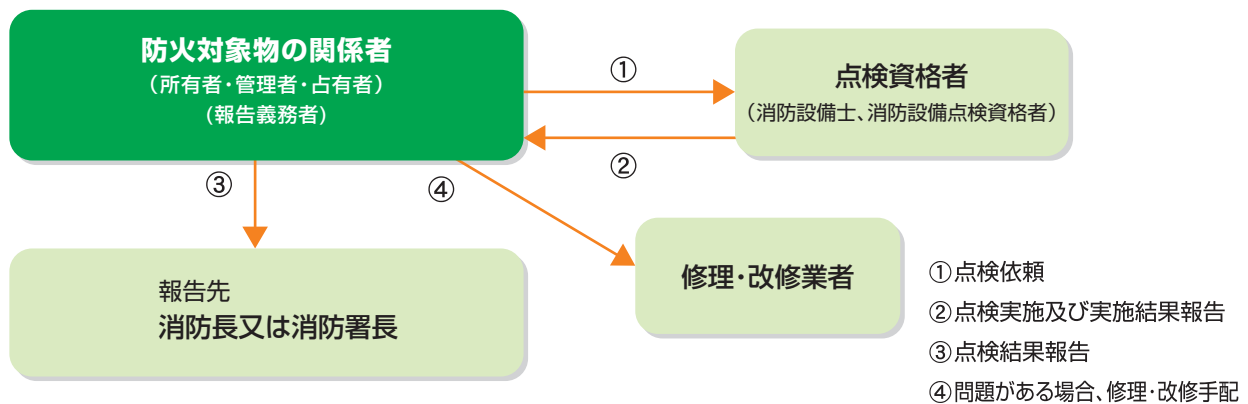 防火対象物の関係者
（所有者・管理者・占有者）
(報告義務者)
①
点検資格者
（消防設備士、消防設備点検資格者）
②
③
④
報告先
消防長又は消防署長
修理・改修業者
①点検依頼
②点検実施及び実施結果報告
③点検結果報告
④問題がある場合、修理・改修手配